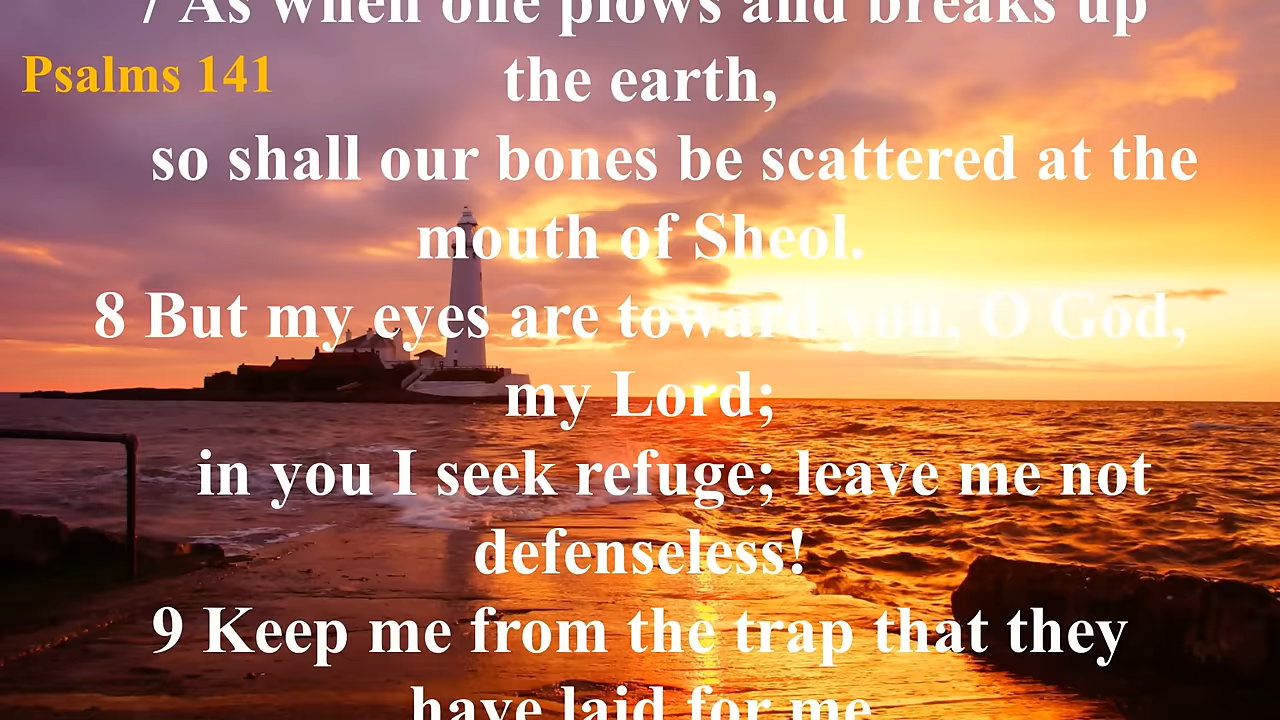 7 As when one plows and breaks up
Psalms 141
the earth,
so shall our bones be scattered at the
mouth of Sheol.
8 But my eyes are toward you, O God,
my Lord;
in you I seek refuge; leave me not
defenseless!
9 Keep me from the trap that they
have laid for me